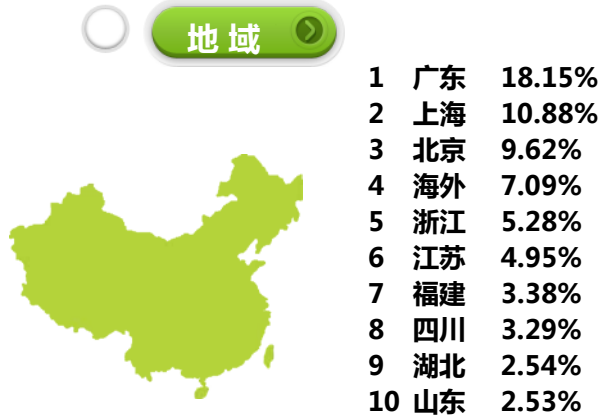 地域
1 广东 18.15%
2 上海 10.88%
3 北京 9.62%
4 海外 7.09%
5 浙江 5.28%
6 江苏 4.95%
7 福建 3.38%
8 四川 3.29%
9 湖北 2.54%
10 山东 2.53%